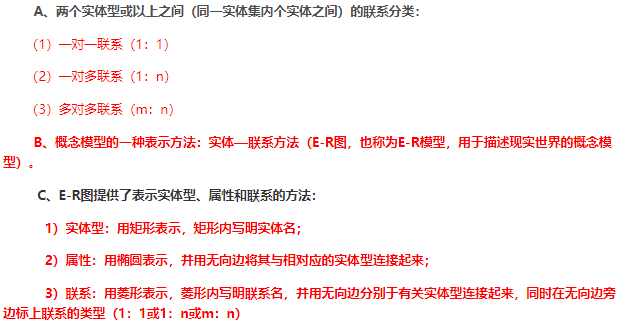 A、两个实体型或以上之间（同一实体集内个实体之间）的联系分类：
（1）一对一联系（1：1）
（2）一对多联系（1：n）
（3）多对多联系（m：n）
B、概念模型的一种表示方法：实体—联系方法（E-R图，也称为E-R模型，用于描述现实世界的概念模
型）。
C、E-R图提供了表示实体型、属性和联系的方法：
1）实体型：用矩形表示，矩形内写明实体名；
2）属性：用椭圆表示，并用无向边将其与相对应的实体型连接起来；
3）联系：用菱形表示，菱形内写明联系名，并用无向边分别于有关实体型连接起来，同时在无向边旁
边标上联系的类型（1：1或1：n或m：n）